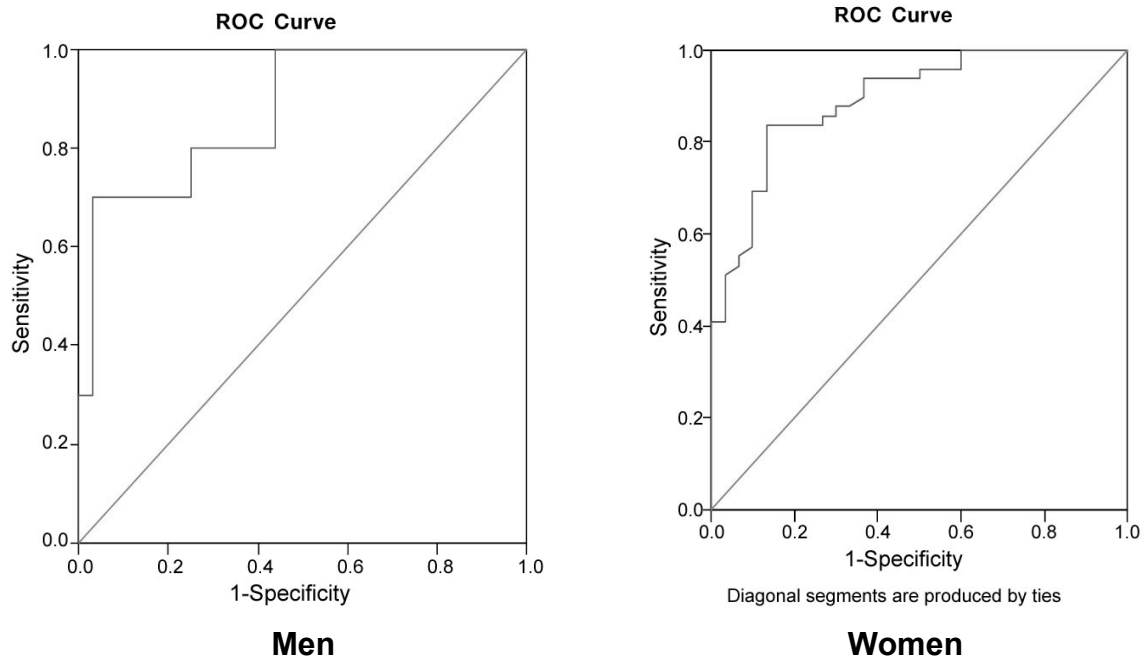 ROC Curve
1.0
0.8
0.6
0.4
0.2
0.0
Sensitivity
0.0 0.2 0.4 0.6 0.8 1.0
1-Specificity
Men
ROC Curve
1.0
0.8
0.6
0.4
0.2
0.0
Sensitivity
0.0 0.2 0.4 0.6 0.8 1.0
1-Specificity
Diagonal segments are produced by ties
Women